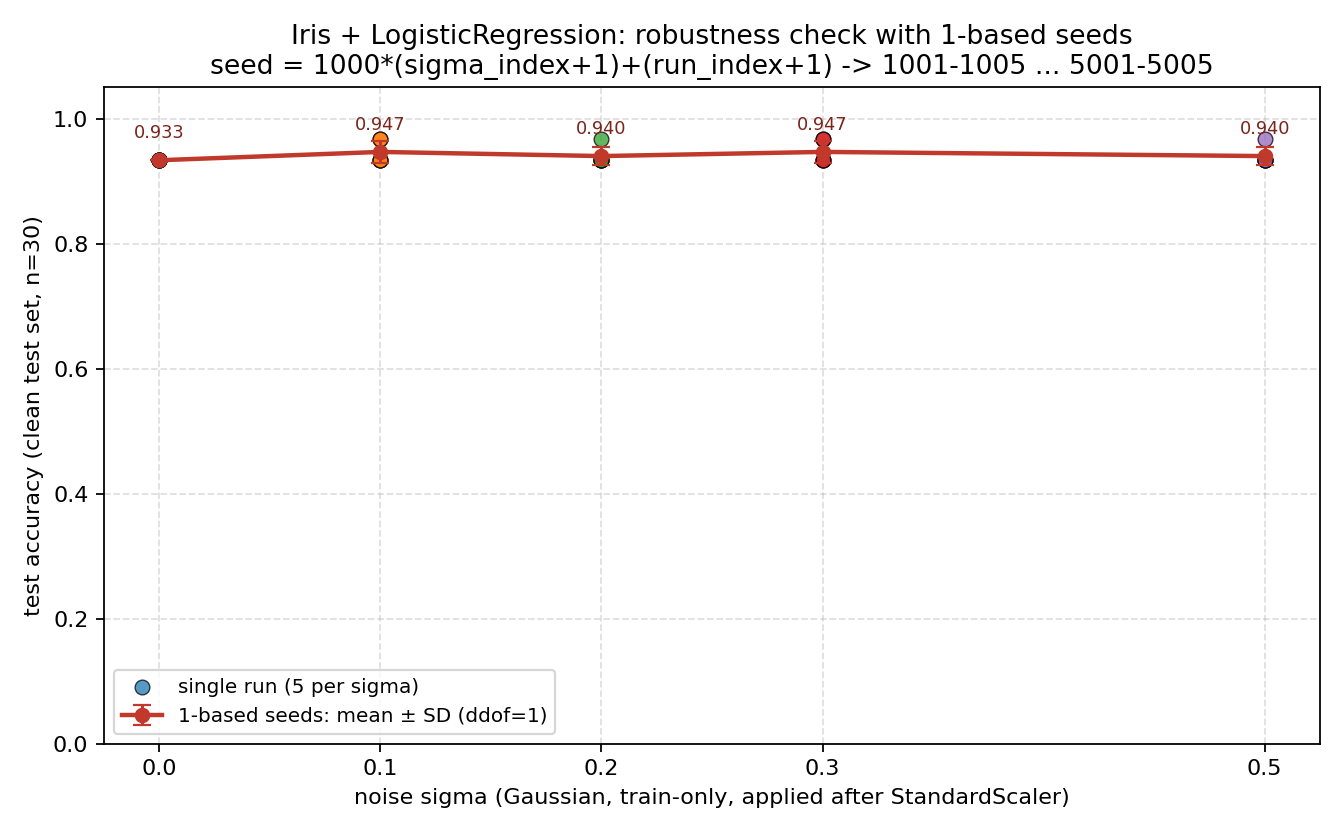 Iris + LogisticRegression: robustness check with 1-based seeds
seed = 1000*(sigma_index+1)+(run_index+1) -> 1001-1005 ... 5001-5005
test accuracy (clean test set, n=30)
1.0
0.8
0.6
0.4
0.2
0.0
0.933
0.947
0.940
0.947
0.940
single run (5 per sigma)
1-based seeds: mean ± SD (ddof=1)
0.0 0.1 0.2 0.3 0.5
noise sigma (Gaussian, train-only, applied after StandardScaler)